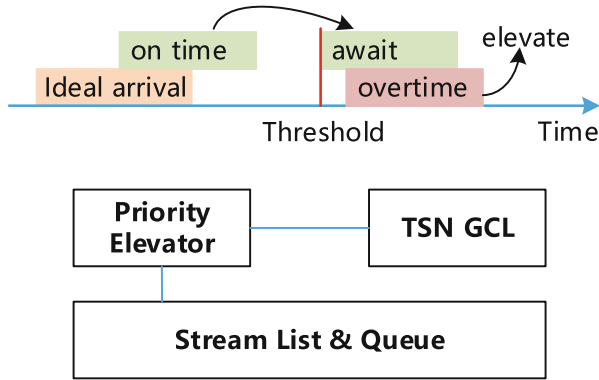 on time
await
elevate
Ideal arrival
overtime
Threshold
Time
Priority
Elevator
TSN GCL
Stream List & Queue